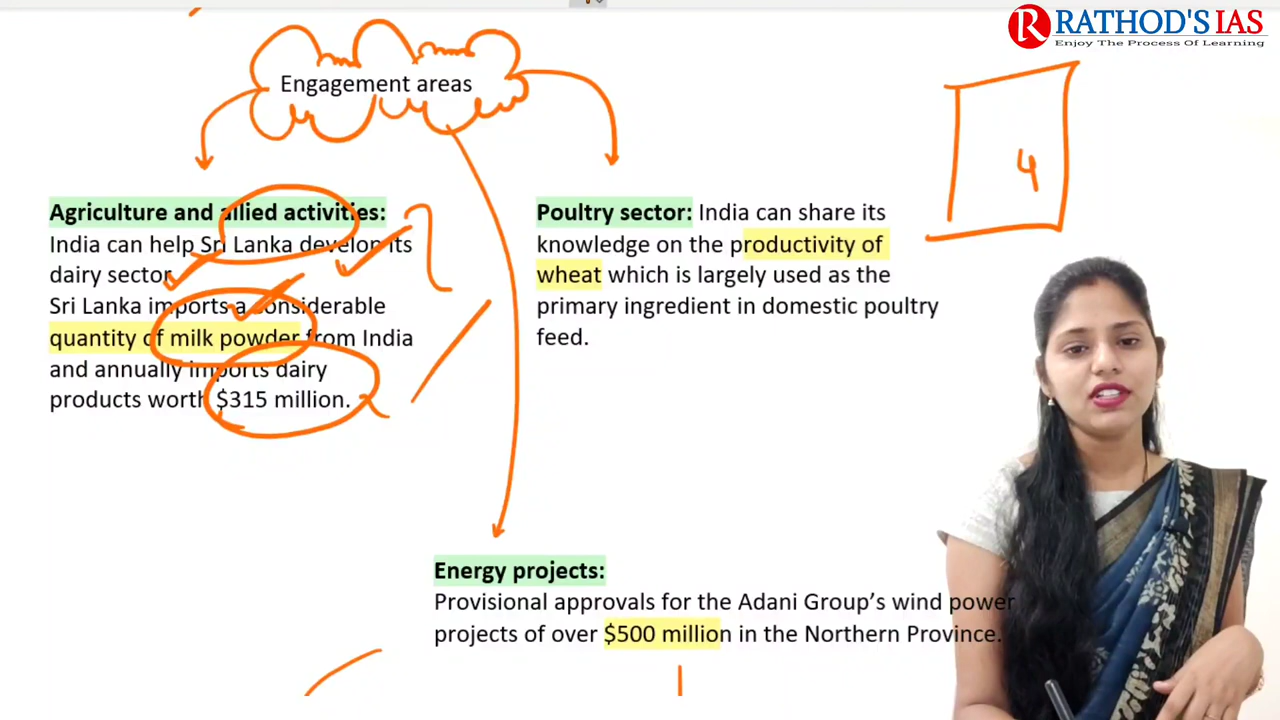 RATHOD'S IAS
Enjoy The Process Of Learning
Engagement areas
4
Agriculture and allied activities:
India can help Sri Lanka develop its
dairy sector
Sri Lanka imports a considerable
quantity of milk powder from India
and annually imports dairy
products worth $315 million.
Poultry sector: India can share its
knowledge on the productivity of
wheat which is largely used as the
primary ingredient in domestic poultry
feed.
Energy projects:
Provisional approvals for the Adani Group’s wind power
projects of over $500 million in the Northern Province.